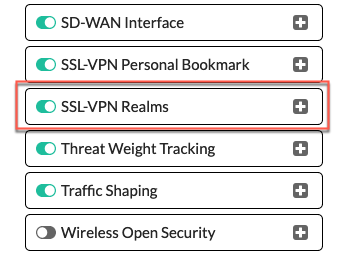 SD-WAN Interface
SSL-VPN Personal Bookmark
SSL-VPN Realms
Threat Weight Tracking
Traffic Shaping
Wireless Open Security